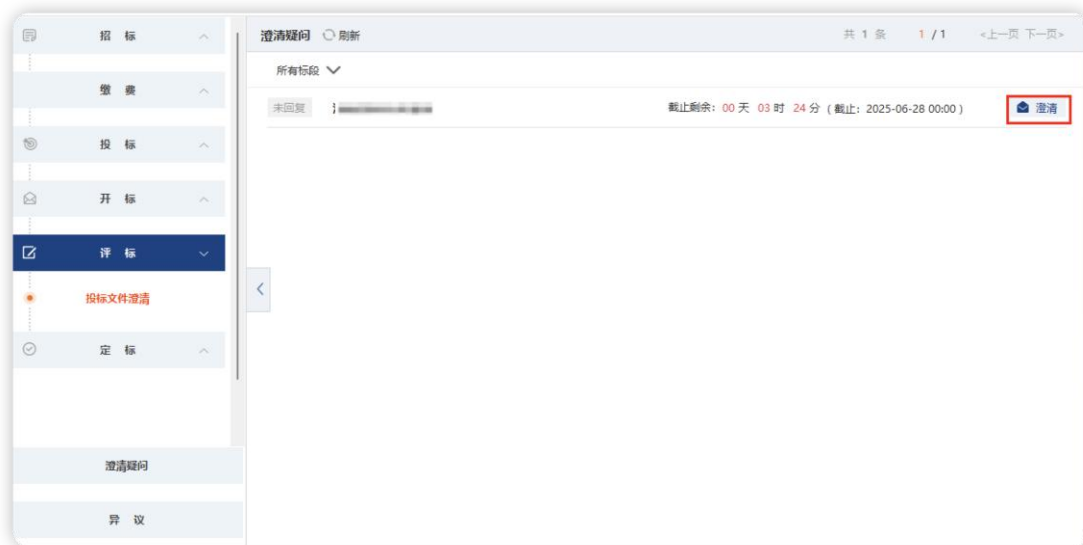 招 标
缴 费
投 标
开 标
评 标
投标文件澄清
定 标
澄清疑问
异 议
澄清疑问 刷新 共 1 条 1 / 1 <上一页 下一页>
所有标段
未回复 截止剩余：00 天 03 时 24 分 ( 截止：2025-06-28 00:00 ) 澄清